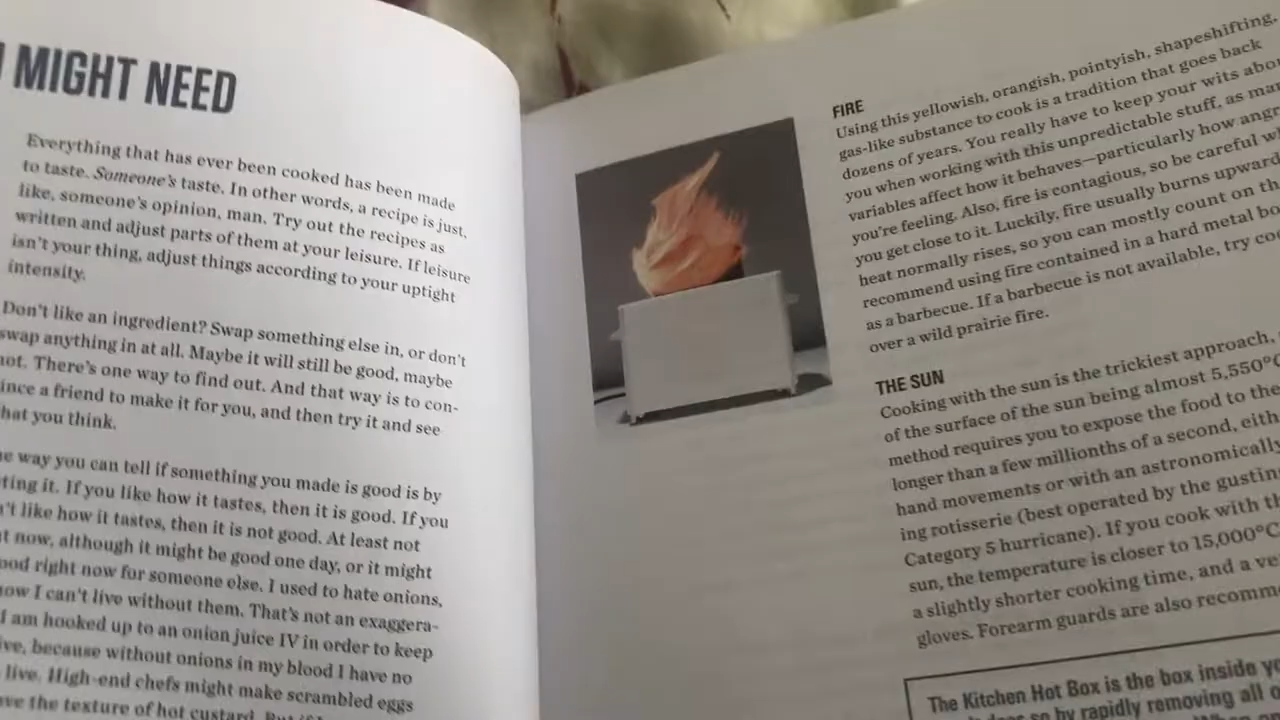 MIGHT NEED
Everything that has ever been cooked has been made
to taste. Someone's taste. In other words, a recipe is just,
like, someone's opinion, man. Try out the recipes as
written and adjust parts of them at your leisure. If leisure
isn't your thing, adjust things according to your uptight
intensity.
Don't like an ingredient? Swap something else in, or don't
swap anything in at all. Maybe it will still be good, maybe
not. There's one way to find out. And that way is to con-
ince a friend to make it for you, and then try it and see
hat you think.
e way you can tell if something you made is good is by
ting it. If you like how it tastes, then it is good. If you
't like how it tastes, then it is not good. At least not
t now, although it might be good one day, or it might
ood right now for someone else. I used to hate onions,
ow I can't live without them. That's not an exaggera-
I am hooked up to an onion juice IV in order to keep
ive, because without onions in my blood I have no
live. High-end chefs might make scrambled eggs
ave the texture of hot custard. But if I
FIRE
Using this yellowish, orangish, pointyish, shapeshifting,
gas-like substance to cook is a tradition that goes back
dozens of years. You really have to keep your wits abou
you when working with this unpredictable stuff, as man
variables affect how it behaves—particularly how angr
you're feeling. Also, fire is contagious, so be careful w
you get close to it. Luckily, fire usually burns upward
heat normally rises, so you can mostly count on th
recommend using fire contained in a hard metal bo
as a barbecue. If a barbecue is not available, try coo
over a wild prairie fire.
THE SUN
Cooking with the sun is the trickiest approach,
of the surface of the sun being almost 5,550°C
method requires you to expose the food to the
longer than a few millionths of a second, eith
hand movements or with an astronomically
ing rotisserie (best operated by the gustin
Category 5 hurricane). If you cook with th
sun, the temperature is closer to 15,000°C
a slightly shorter cooking time, and a ve
gloves. Forearm guards are also recomm
The Kitchen Hot Box is the box inside yo
does so by rapidly removing all o